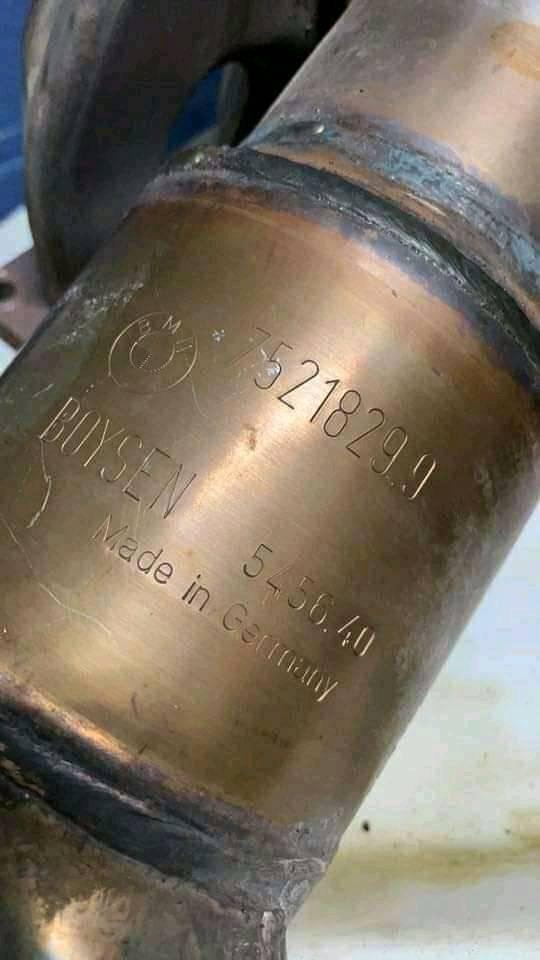 BMW
7521829.9
BOYSEN
5456.40
Made in Germany